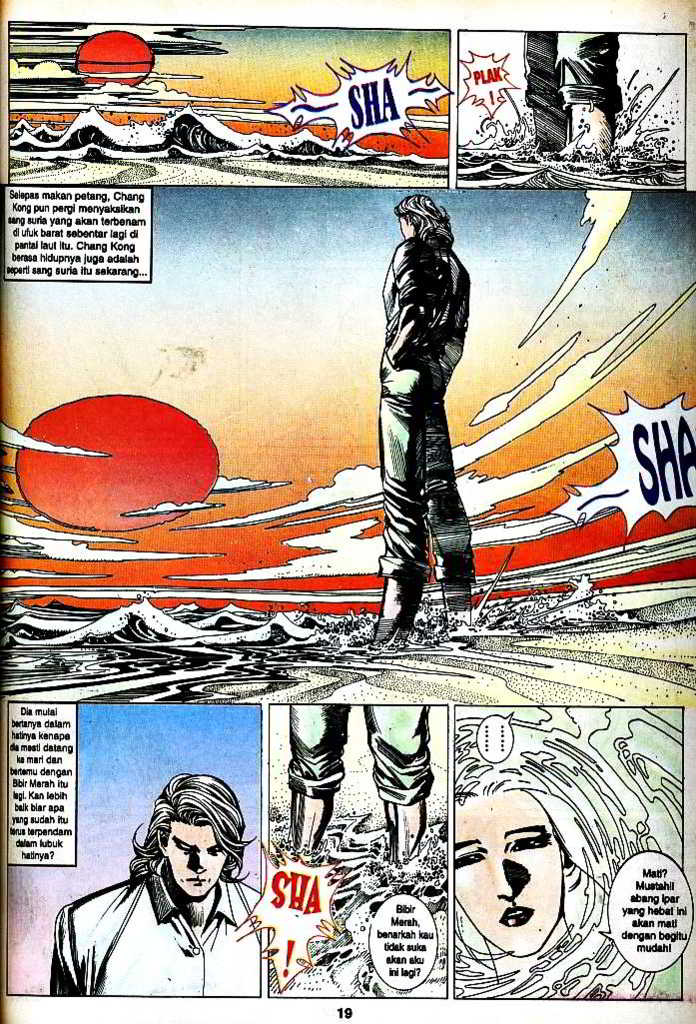 SHA
PLAK
!
Selepas makan petang, Chang
Kong pun pergi menyaksikan
sang suria yang akan terbenam
di ufuk barat sebentar lagi di
pantai laut itu. Chang Kong
berasa hidupnya juga adalah
seperti sang suria itu sekarang...
SHA
Dia mulai
bertanya dalam
hatinya kenapa
dia mesti datang
ke mari dan
bertemu dengan
Bibir Merah itu
lagi. Kan lebih
baik biar apa
yang sudah itu
terus terpendam
dalam lubuk
hatinya?
SHA
!
Bibir
Merah,
benarkah kau
tidak suka
akan aku
ini lagi?
Mati?
Mustahil
abang ipar
yang hebat ini
akan mati
dengan begitu
mudah!
19